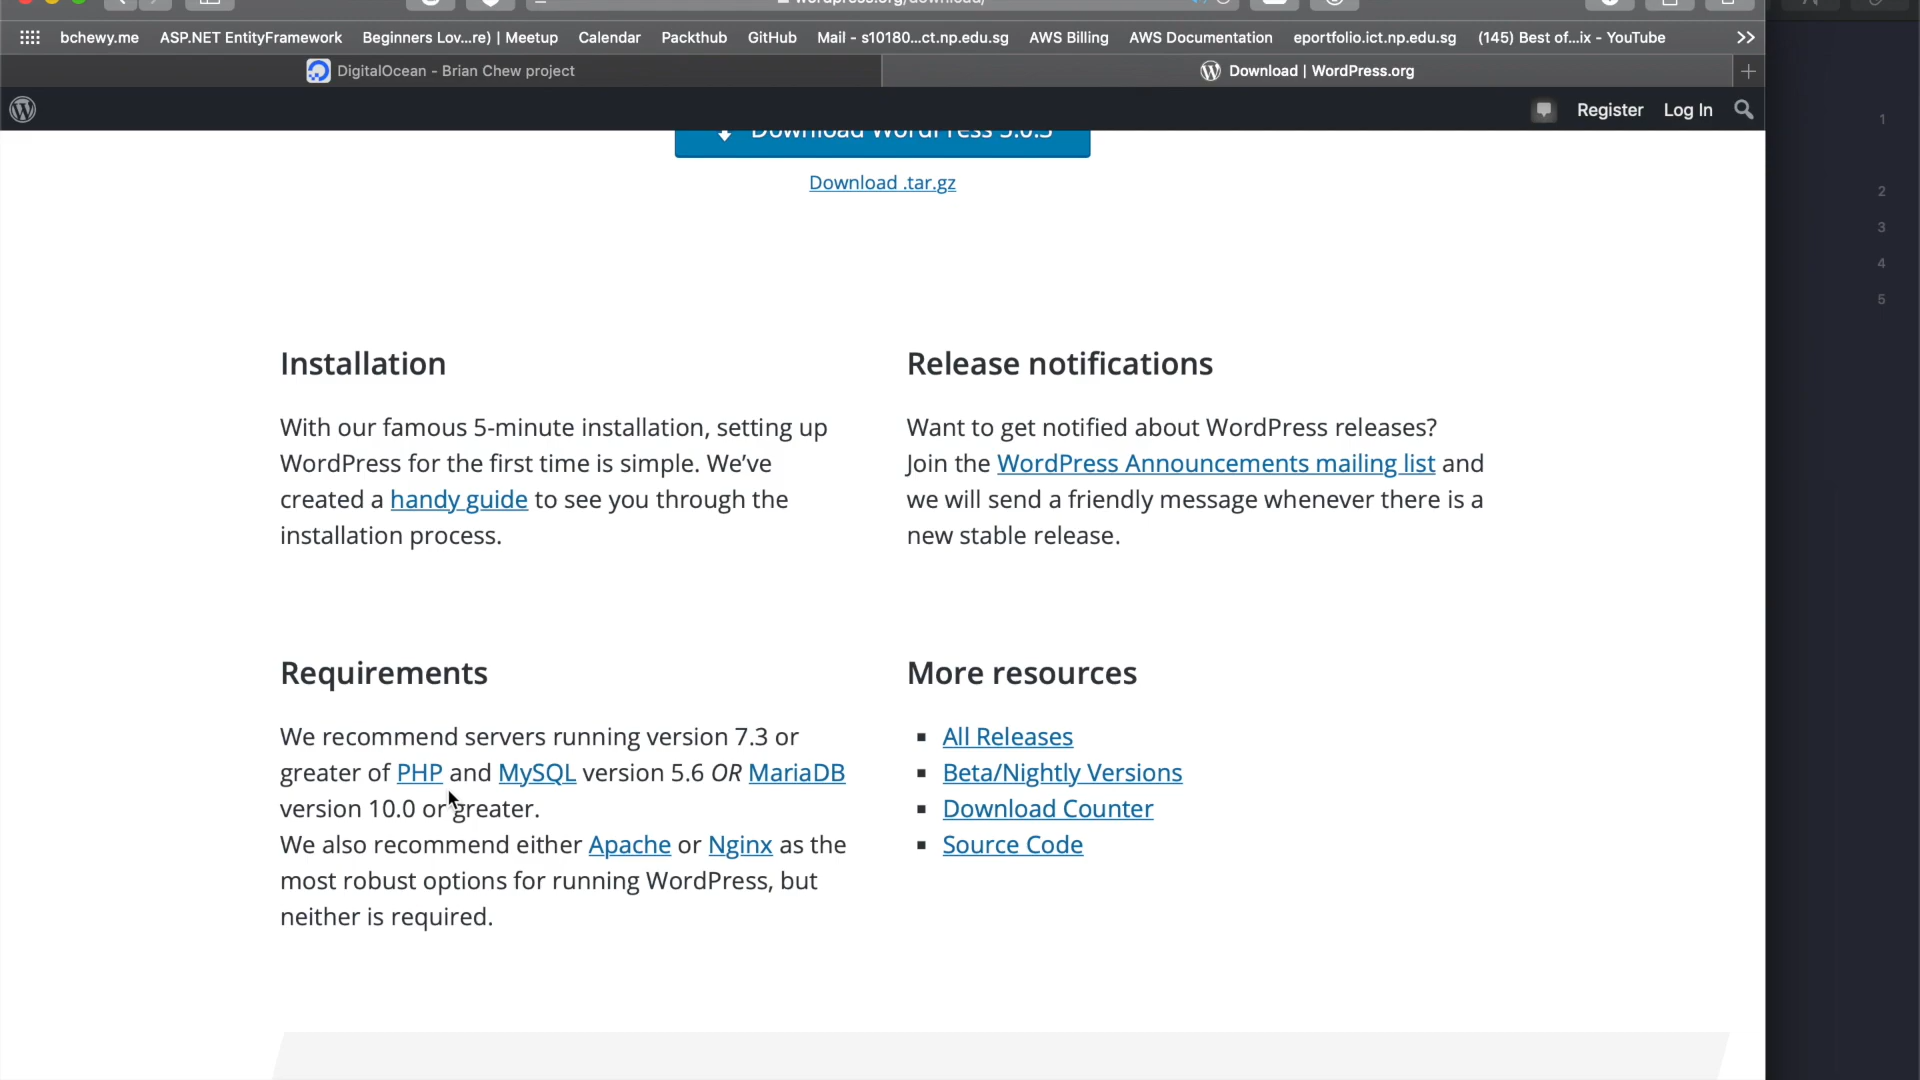 wordpress.org/download/
bchewy.me ASP.NET EntityFramework Beginners Lov...re) | Meetup Calendar Packthub GitHub Mail - s10180...ct.np.edu.sg AWS Billing AWS Documentation eportfolio.ict.np.edu.sg (145) Best of...ix - YouTube
DigitalOcean - Brian Chew project
Download | WordPress.org
Register Log In
Download WordPress
Download .tar.gz
Installation
With our famous 5-minute installation, setting up
WordPress for the first time is simple. We’ve
created a handy guide to see you through the
installation process.
Release notifications
Want to get notified about WordPress releases?
Join the WordPress Announcements mailing list and
we will send a friendly message whenever there is a
new stable release.
Requirements
We recommend servers running version 7.3 or
greater of PHP and MySQL version 5.6 OR MariaDB
version 10.0 or greater.
We also recommend either Apache or Nginx as the
most robust options for running WordPress, but
neither is required.
More resources
All Releases
Beta/Nightly Versions
Download Counter
Source Code
1
2
3
4
5